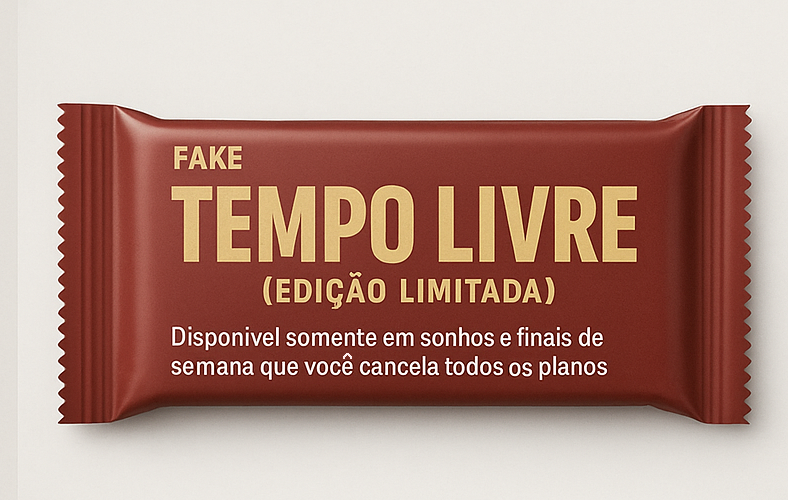 FAKE
TEMPO LIVRE
(EDIÇÃO LIMITADA)
Disponivel somente em sonhos e finais de
semana que você cancela todos os planos